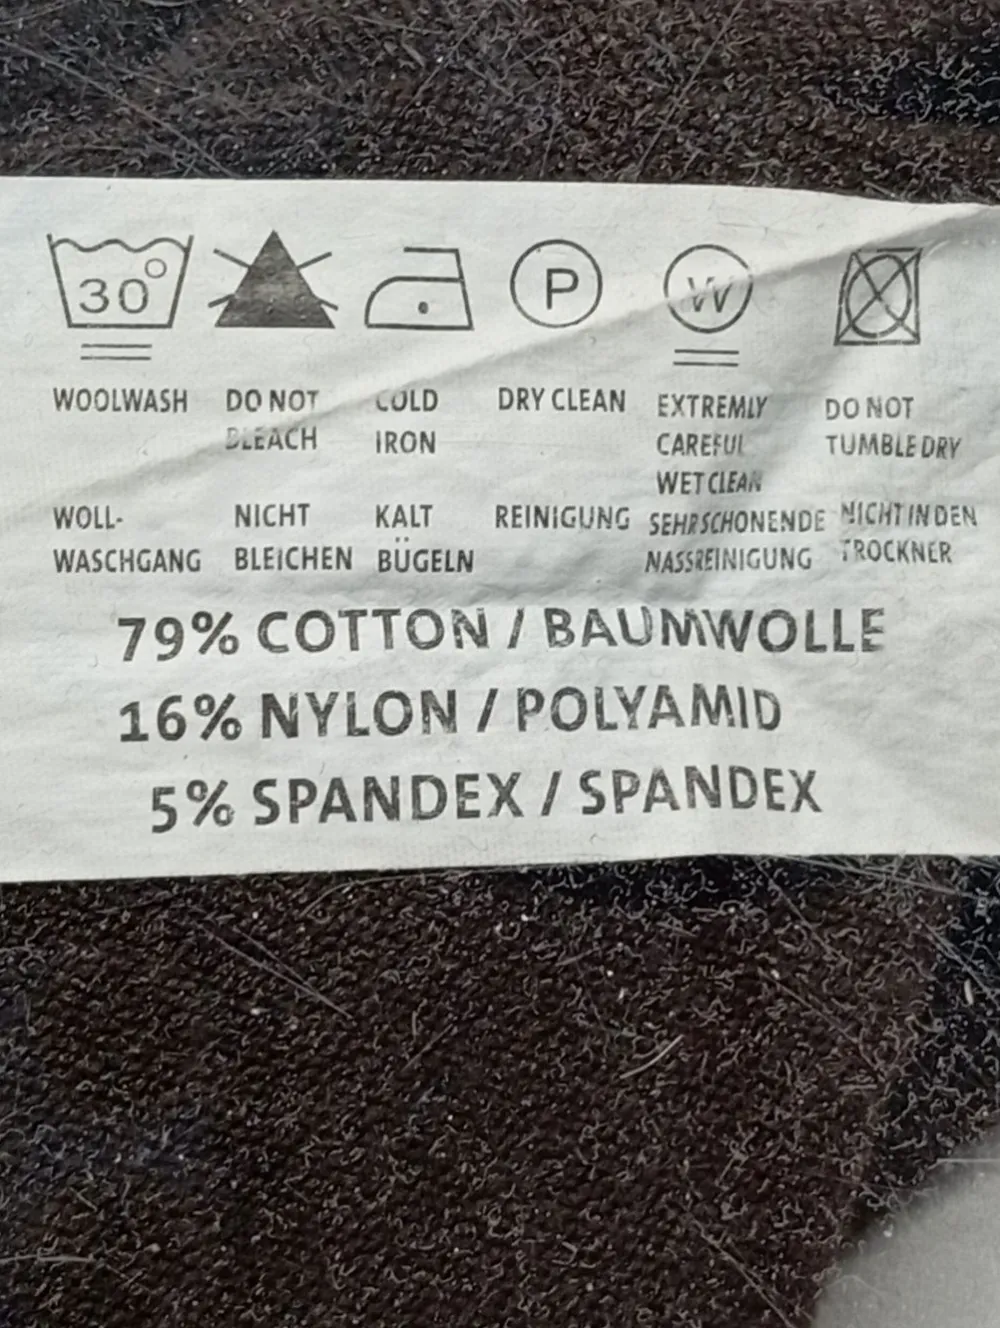 30° P W
WOOLWASH DO NOT COLD DRY CLEAN EXTREMLY DO NOT
BLEACH IRON CAREFUL TUMBLE DRY
WET CLEAN
WOLL- NICHT KALT REINIGUNG SEHR SCHONENDE NICHT IN DEN
WASCHGANG BLEICHEN BÜGELN NASSREINIGUNG TROCKNER
79% COTTON / BAUMWOLLE
16% NYLON / POLYAMID
5% SPANDEX / SPANDEX